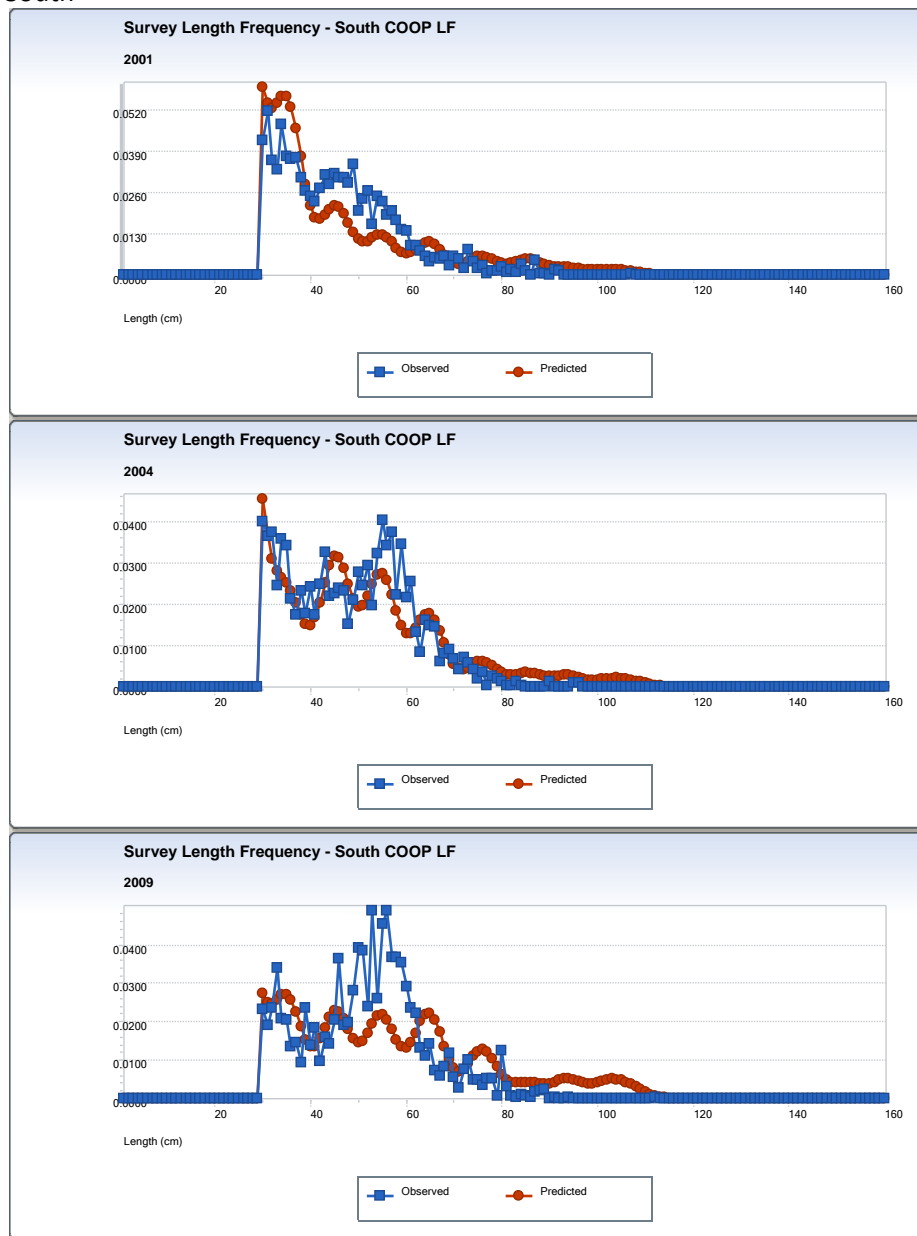 South
Survey Length Frequency - South COOP LF
2001
0.0520
0.0390
0.0260
0.0130
0.0000
20 40 60 80 100 120 140 160
Length (cm)
Observed Predicted
Survey Length Frequency - South COOP LF
2004
0.0400
0.0300
0.0200
0.0100
0.0000
20 40 60 80 100 120 140 160
Length (cm)
Observed Predicted
Survey Length Frequency - South COOP LF
2009
0.0400
0.0300
0.0200
0.0100
0.0000
20 40 60 80 100 120 140 160
Length (cm)
Observed Predicted